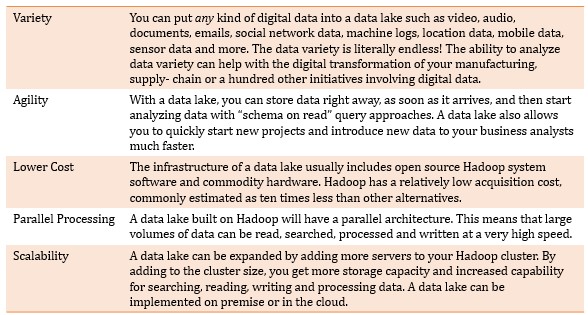 Variety You can put any kind of digital data into a data lake such as video, audio,
documents, emails, social network data, machine logs, location data, mobile data,
sensor data and more. The data variety is literally endless! The ability to analyze
data variety can help with the digital transformation of your manufacturing,
supply- chain or a hundred other initiatives involving digital data.
Agility With a data lake, you can store data right away, as soon as it arrives, and then start
analyzing data with “schema on read” query approaches. A data lake also allows
you to quickly start new projects and introduce new data to your business analysts
much faster.
Lower Cost The infrastructure of a data lake usually includes open source Hadoop system
software and commodity hardware. Hadoop has a relatively low acquisition cost,
commonly estimated as ten times less than other alternatives.
Parallel Processing A data lake built on Hadoop will have a parallel architecture. This means that large
volumes of data can be read, searched, processed and written at a very high speed.
Scalability A data lake can be expanded by adding more servers to your Hadoop cluster. By
adding to the cluster size, you get more storage capacity and increased capability
for searching, reading, writing and processing data. A data lake can be
implemented on premise or in the cloud.